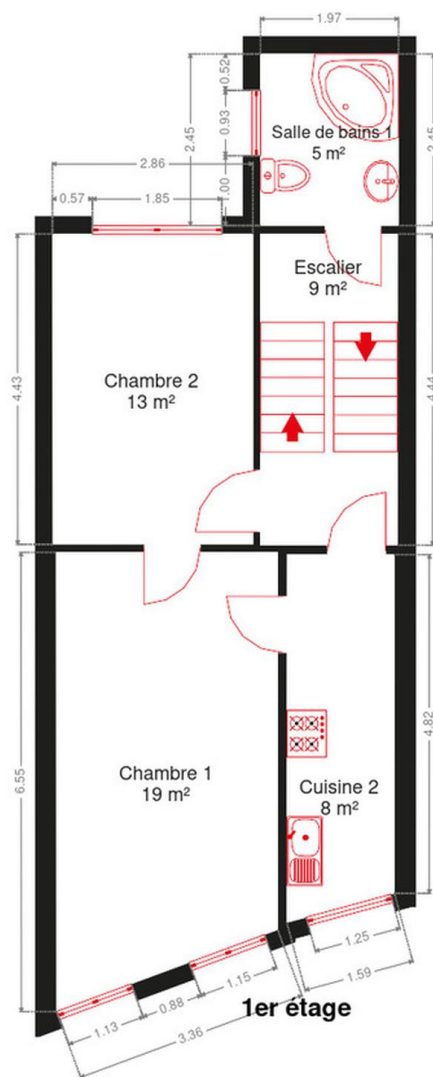 1.97
0.52
0.93
1.00
2.45
2.45
Salle de bains 1
5 m²
2.86
0.57
1.85
Escalier
9 m²
4.43
4.44
Chambre 2
13 m²
6.55
4.82
Chambre 1
19 m²
Cuisine 2
8 m²
1.25
1.59
1.15
0.88
1.13
3.36
1er étage